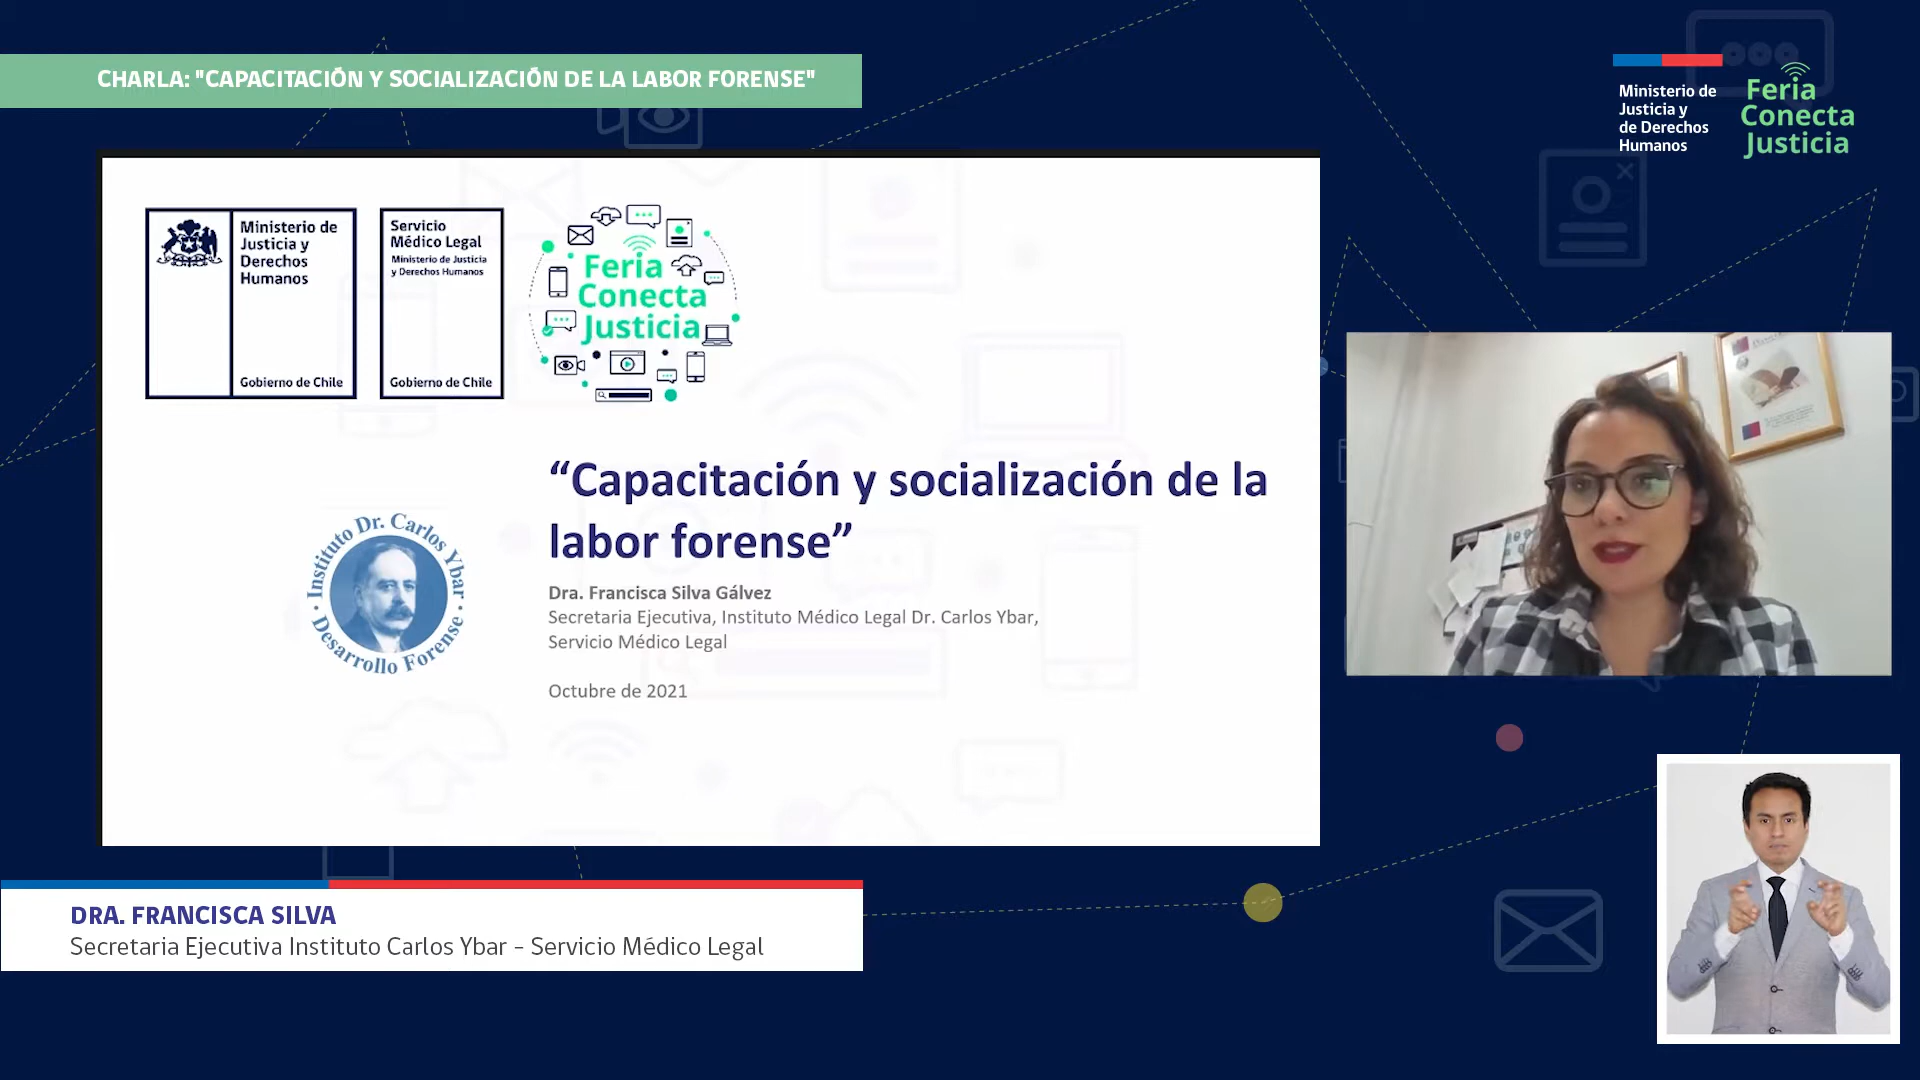 CHARLA: "CAPACITACIÓN Y SOCIALIZACIÓN DE LA LABOR FORENSE"
Ministerio de
Justicia y
de Derechos
Humanos
Feria
Conecta
Justicia
Ministerio de
Justicia y
Derechos
Humanos
Gobierno de Chile
Servicio
Médico Legal
Ministerio de Justicia
y Derechos Humanos
Gobierno de Chile
Feria
Conecta
Justicia
“Capacitación y socialización de la
labor forense”
Instituto Dr. Carlos Ybar
Desarrollo Forense
Dra. Francisca Silva Gálvez
Secretaria Ejecutiva, Instituto Médico Legal Dr. Carlos Ybar,
Servicio Médico Legal
Octubre de 2021
DRA. FRANCISCA SILVA
Secretaria Ejecutiva Instituto Carlos Ybar – Servicio Médico Legal